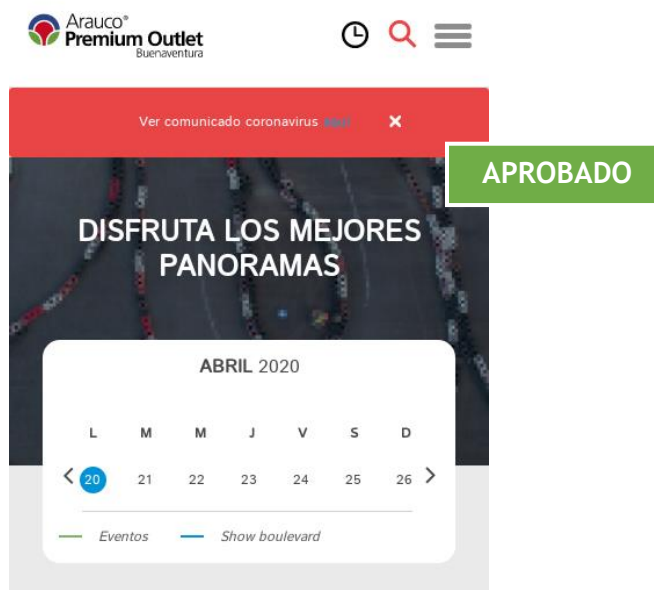 Arauco®
Premium Outlet
Buenaventura
Ver comunicado coronavirus aquí
APROBADO
DISFRUTA LOS MEJORES
PANORAMAS
ABRIL 2020
L M M J V S D
< 20 21 22 23 24 25 26 >
Eventos Show boulevard